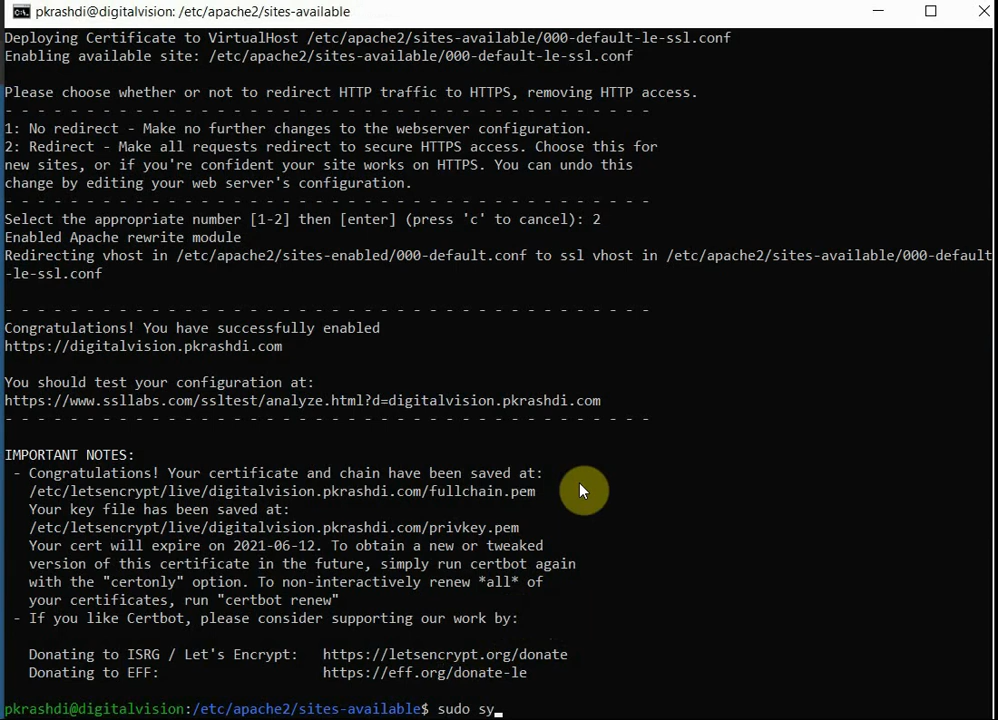 pkrashdi@digitalvision: /etc/apache2/sites-available
Deploying Certificate to VirtualHost /etc/apache2/sites-available/000-default-le-ssl.conf
Enabling available site: /etc/apache2/sites-available/000-default-le-ssl.conf
Please choose whether or not to redirect HTTP traffic to HTTPS, removing HTTP access.
- - - - - - - - - - - - - - - - - - - - - - - - - - - - - - - - - - - - - - - -
1: No redirect - Make no further changes to the webserver configuration.
2: Redirect - Make all requests redirect to secure HTTPS access. Choose this for
new sites, or if you're confident your site works on HTTPS. You can undo this
change by editing your web server's configuration.
- - - - - - - - - - - - - - - - - - - - - - - - - - - - - - - - - - - - - - - -
Select the appropriate number [1-2] then [enter] (press 'c' to cancel): 2
Enabled Apache rewrite module
Redirecting vhost in /etc/apache2/sites-enabled/000-default.conf to ssl vhost in /etc/apache2/sites-available/000-default
-le-ssl.conf
- - - - - - - - - - - - - - - - - - - - - - - - - - - - - - - - - - - - - - - -
Congratulations! You have successfully enabled
https://digitalvision.pkrashdi.com
You should test your configuration at:
https://www.ssllabs.com/ssltest/analyze.html?d=digitalvision.pkrashdi.com
- - - - - - - - - - - - - - - - - - - - - - - - - - - - - - - - - - - - - - - -
IMPORTANT NOTES:
- Congratulations! Your certificate and chain have been saved at:
/etc/letsencrypt/live/digitalvision.pkrashdi.com/fullchain.pem
Your key file has been saved at:
/etc/letsencrypt/live/digitalvision.pkrashdi.com/privkey.pem
Your cert will expire on 2021-06-12. To obtain a new or tweaked
version of this certificate in the future, simply run certbot again
with the "certonly" option. To non-interactively renew *all* of
your certificates, run "certbot renew"
- If you like Certbot, please consider supporting our work by:
Donating to ISRG / Let's Encrypt: https://letsencrypt.org/donate
Donating to EFF: https://eff.org/donate-le
pkrashdi@digitalvision:/etc/apache2/sites-available$ sudo sy_